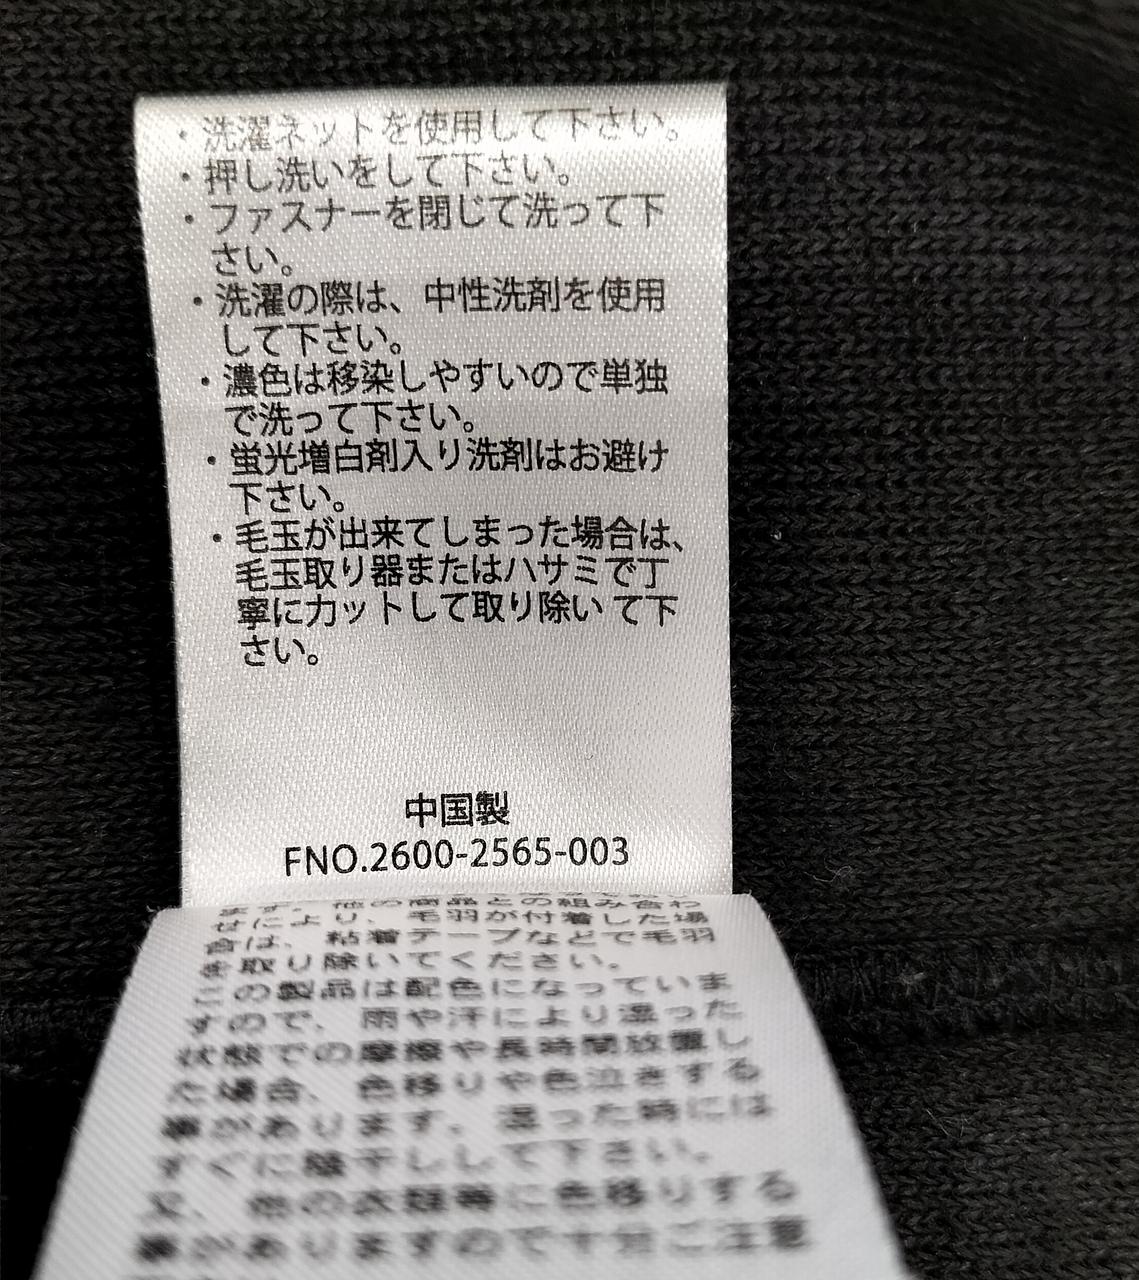 ・洗濯ネットを使用して下さい。
・押し洗いをして下さい。
・ファスナーを閉じて洗って下
さい。
・洗濯の際は、中性洗剤を使用
して下さい。
・濃色は移染しやすいので単独
で洗って下さい。
・蛍光増白剤入り洗剤はお避け
下さい。
・毛玉が出来てしまった場合は、
毛玉取り器またはハサミで丁
寧にカットして取り除いて下
さい。
中国製
FNO.2600-2565-003
ます。他の商品との組み合わ
せにより、毛羽が付着した場
合は、粘着テープなどで毛羽
を取り除いてください。
この製品は配色になっていま
すので、雨や汗により湿った
状態での摩擦や長時間放置し
た場合、色移りや色泣きする
事があります。湿った時には
すぐに陰干しして下さい。
又、他の衣類等に色移りする
事がありますので十分ご注意